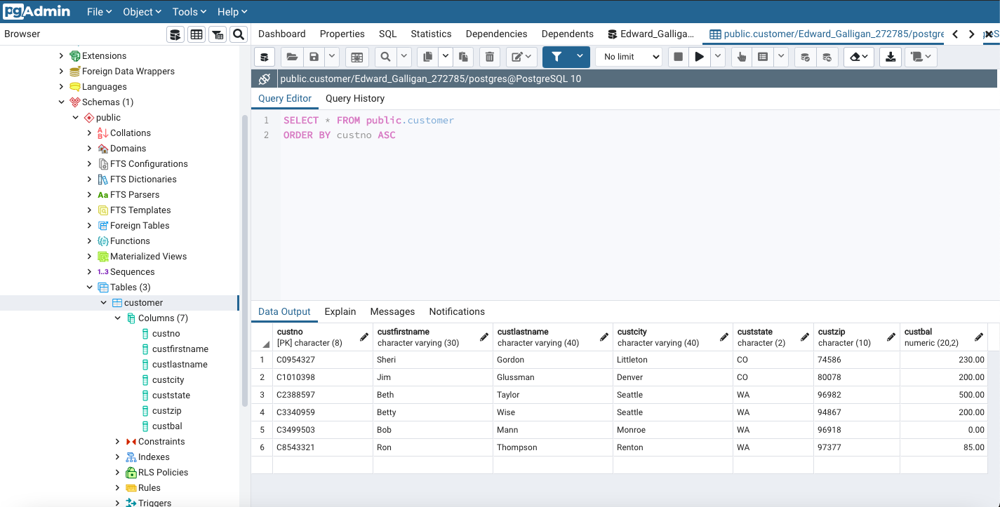 pgAdmin File Object Tools Help
Browser
Dashboard Properties SQL Statistics Dependencies Dependents Edward_Galliga... public.customer/Edward_Galligan_272785/postgre
No limit
public.customer/Edward_Galligan_272785/postgres@PostgreSQL 10
Query Editor Query History
1 SELECT * FROM public.customer
2 ORDER BY custno ASC
Extensions
Foreign Data Wrappers
Languages
Schemas (1)
public
Collations
Domains
FTS Configurations
FTS Dictionaries
Aa FTS Parsers
FTS Templates
Foreign Tables
Functions
Materialized Views
1..3 Sequences
Tables (3)
customer
Columns (7)
custno
custfirstname
custlastname
custcity
custstate
custzip
custbal
Constraints
Indexes
RLS Policies
Rules
Triggers
Data Output Explain Messages Notifications
custno custfirstname custlastname custcity custstate custzip custbal
[PK] character (8) character varying (30) character varying (40) character varying (40) character (2) character (10) numeric (20,2)
1 C0954327 Sheri Gordon Littleton CO 74586 230.00
2 C1010398 Jim Glussman Denver CO 80078 200.00
3 C2388597 Beth Taylor Seattle WA 96982 500.00
4 C3340959 Betty Wise Seattle WA 94867 200.00
5 C3499503 Bob Mann Monroe WA 96918 0.00
6 C8543321 Ron Thompson Renton WA 97377 85.00